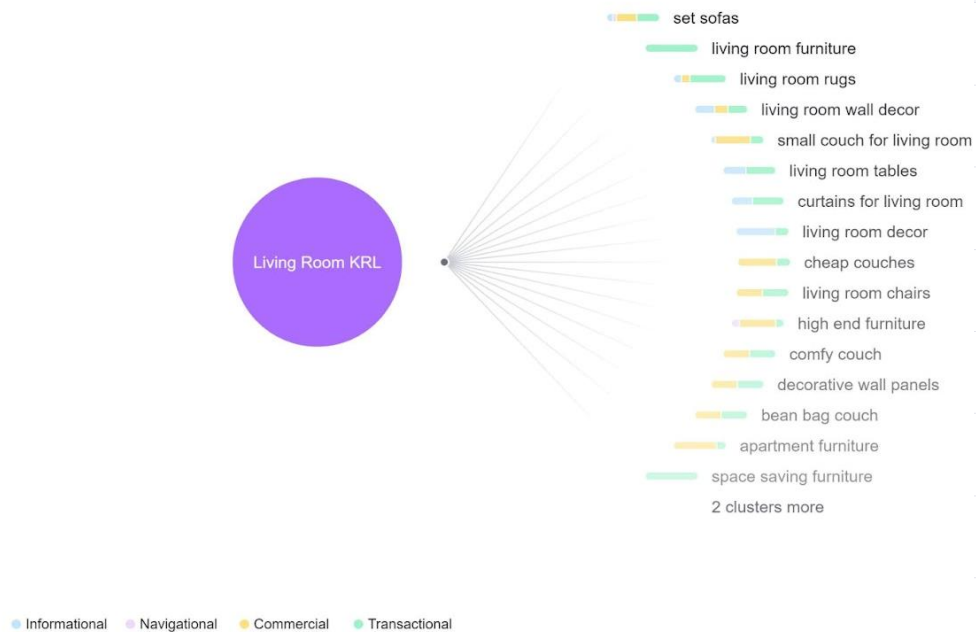 set sofas
living room furniture
living room rugs
living room wall decor
small couch for living room
living room tables
curtains for living room
living room decor
Living Room KRL
cheap couches
living room chairs
high end furniture
comfy couch
decorative wall panels
bean bag couch
apartment furniture
space saving furniture
2 clusters more
Informational Navigational Commercial Transactional